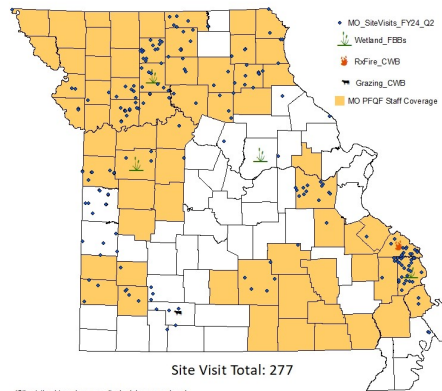 MO_SiteVisits_FY24_Q2
Wetland_FBBs
RxFire_CWB
Grazing_CWB
MO PFQF Staff Coverage
Site Visit Total: 277